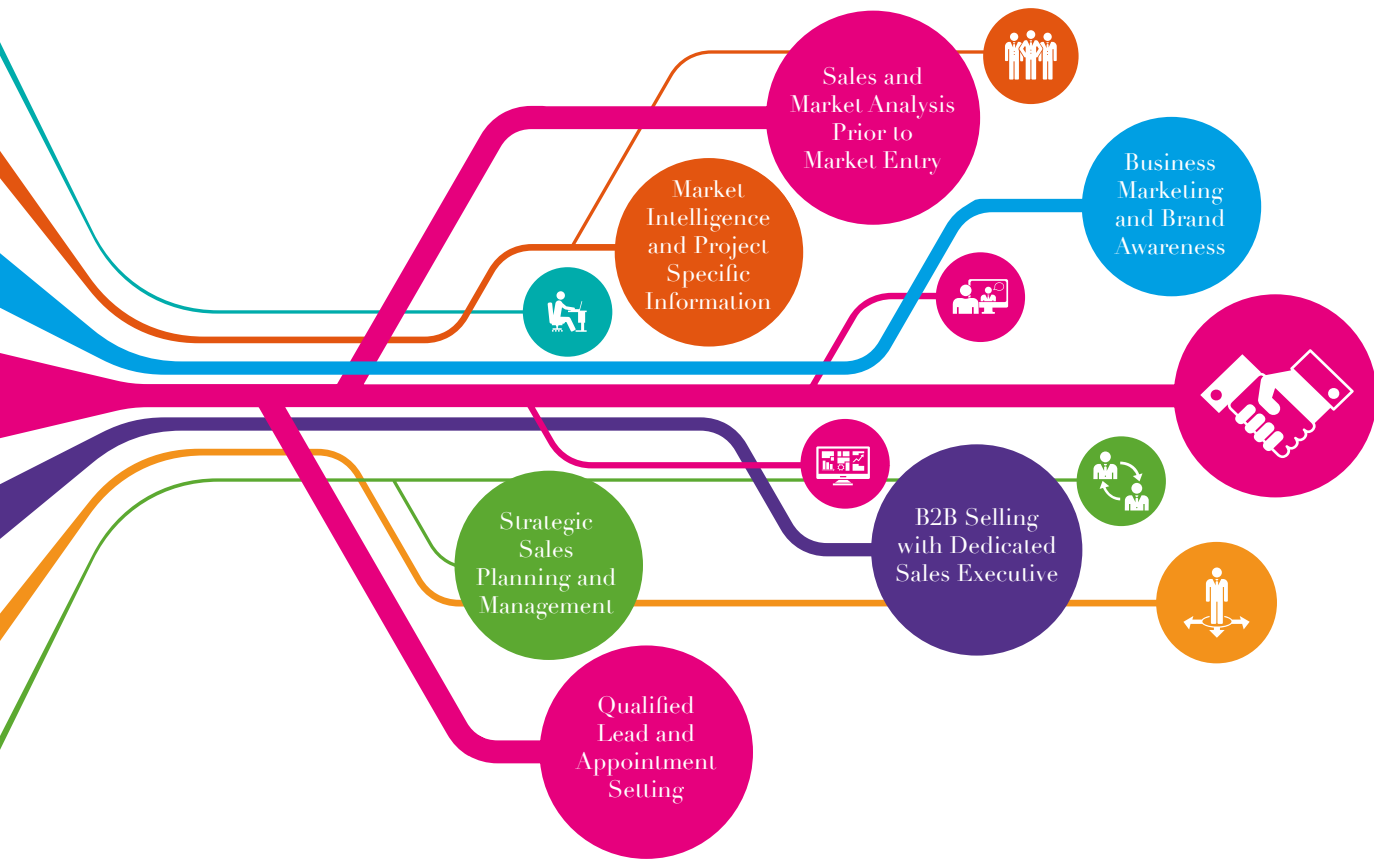 Sales and
Market Analysis
Prior to
Market Entry
Market
Intelligence
and Project
Specific
Information
Business
Marketing
and Brand
Awareness
Strategic
Sales
Planning and
Management
B2B Selling
with Dedicated
Sales Executive
Qualified
Lead and
Appointment
Setting